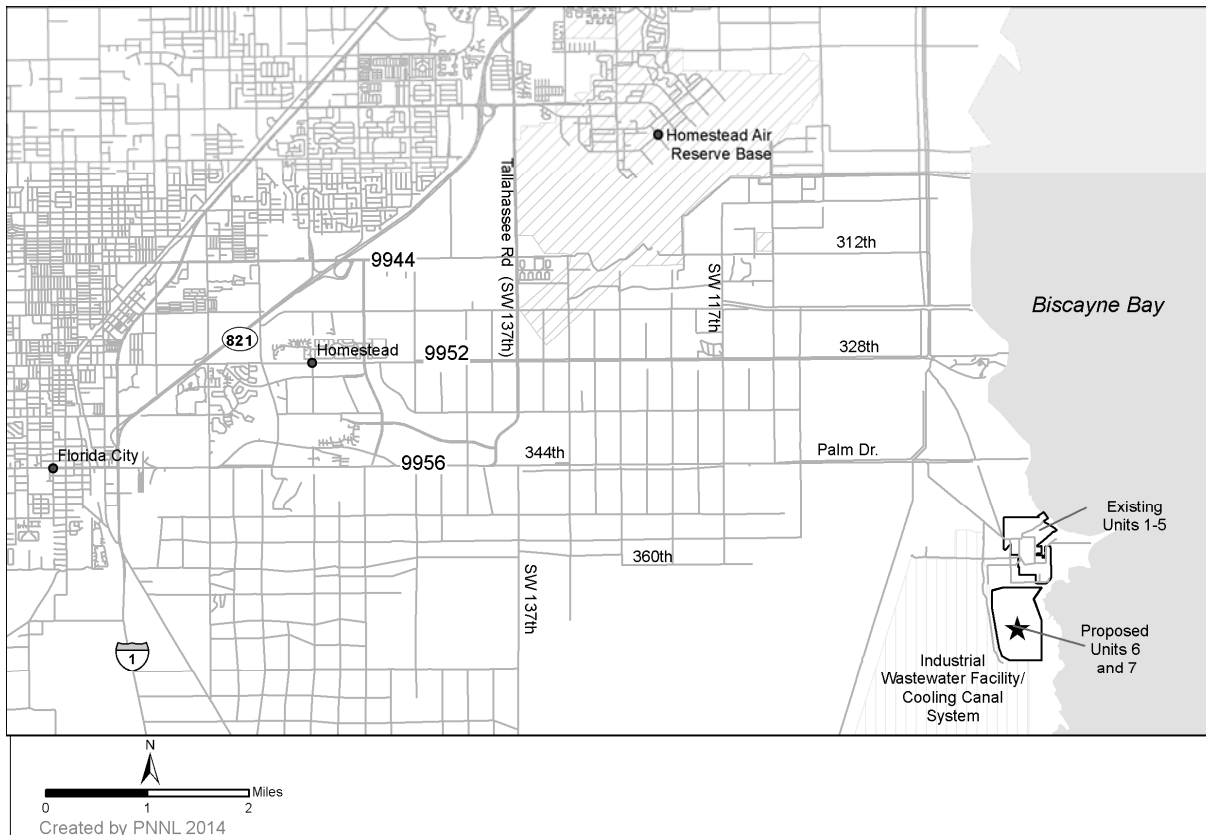 Homestead Air
Reserve Base
Tallahassee Rd (SW 137th)
312th
9944
SW 117th
Biscayne Bay
821
Homestead
9952
328th
Florida City
9956
344th
Palm Dr.
Existing
Units 1-5
360th
SW 137th
1
Proposed
Units 6
and 7
Industrial
Wastewater Facility/
Cooling Canal
System
N
Miles
0 1 2
Created by PNNL 2014